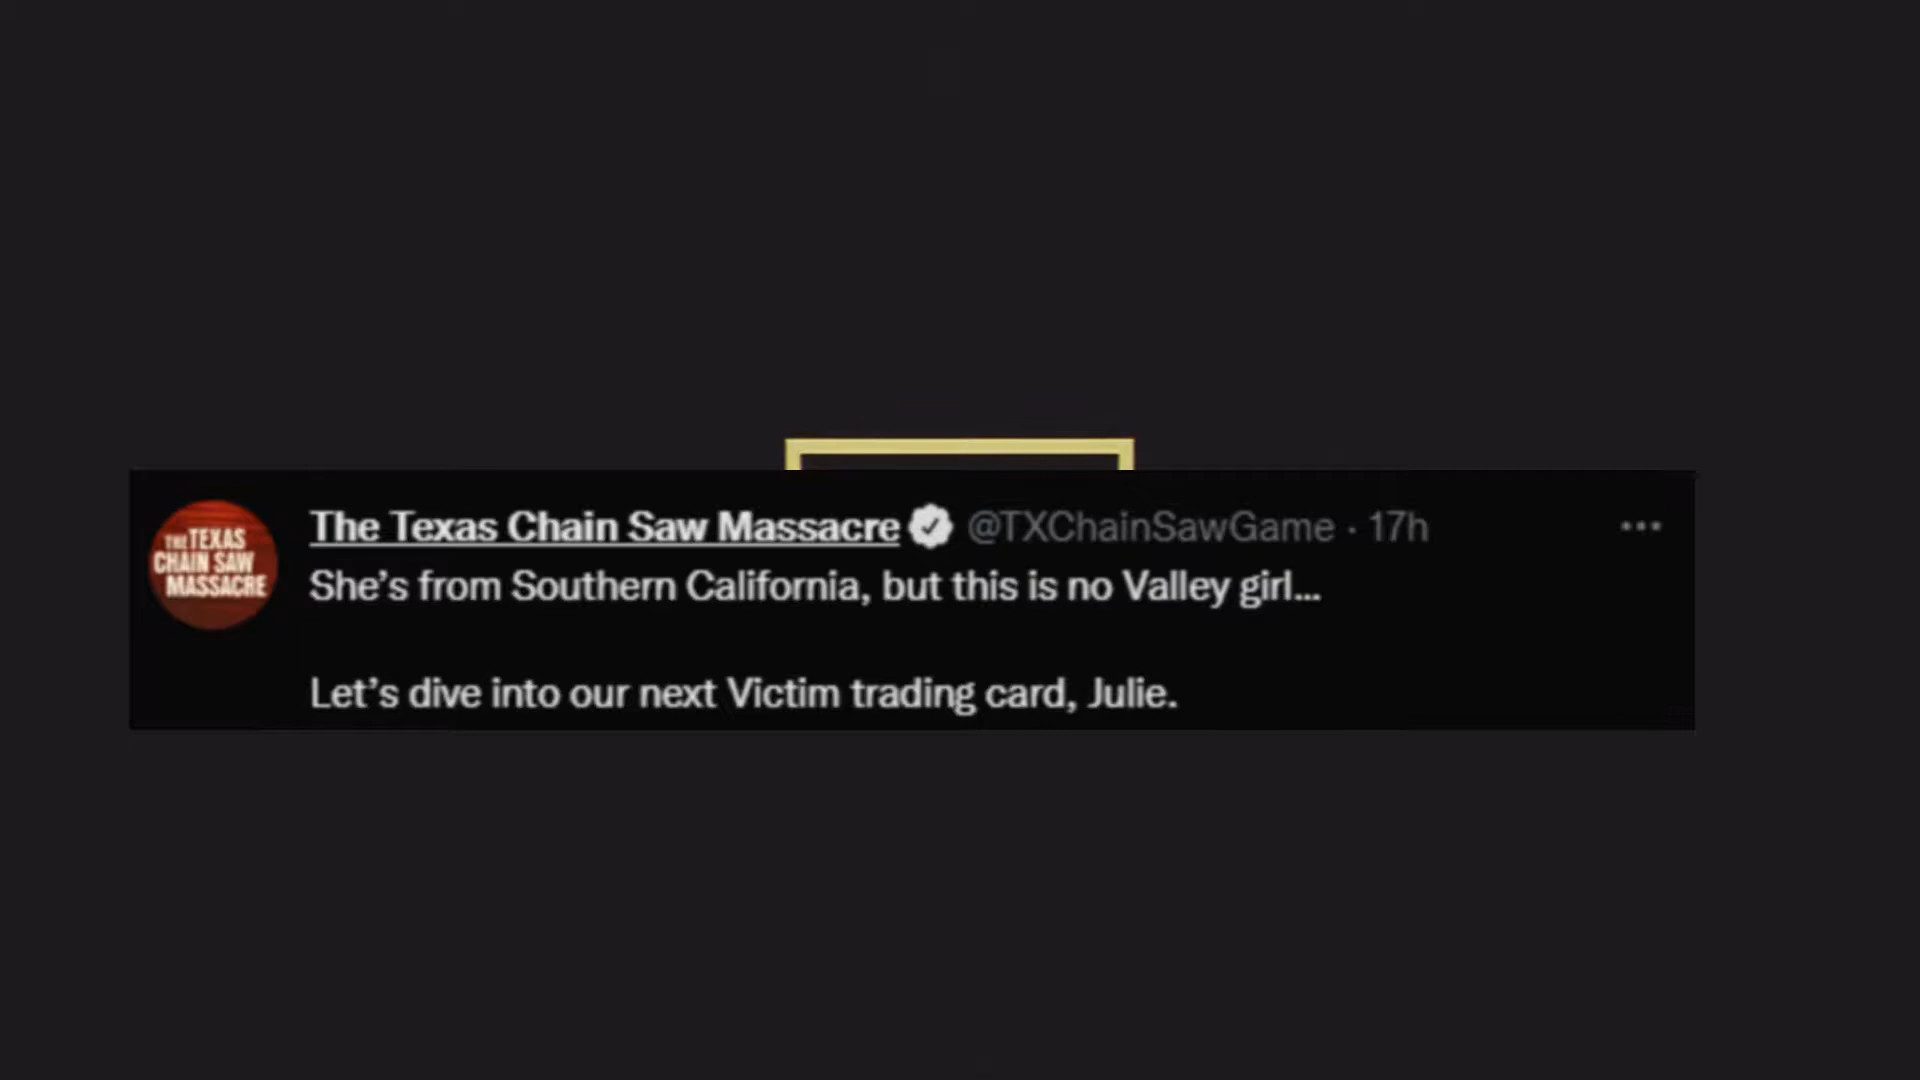 THE TEXAS
CHAIN SAW
MASSACRE
The Texas Chain Saw Massacre @TXChainSawGame · 17h
She’s from Southern California, but this is no Valley girl...
Let’s dive into our next Victim trading card, Julie.